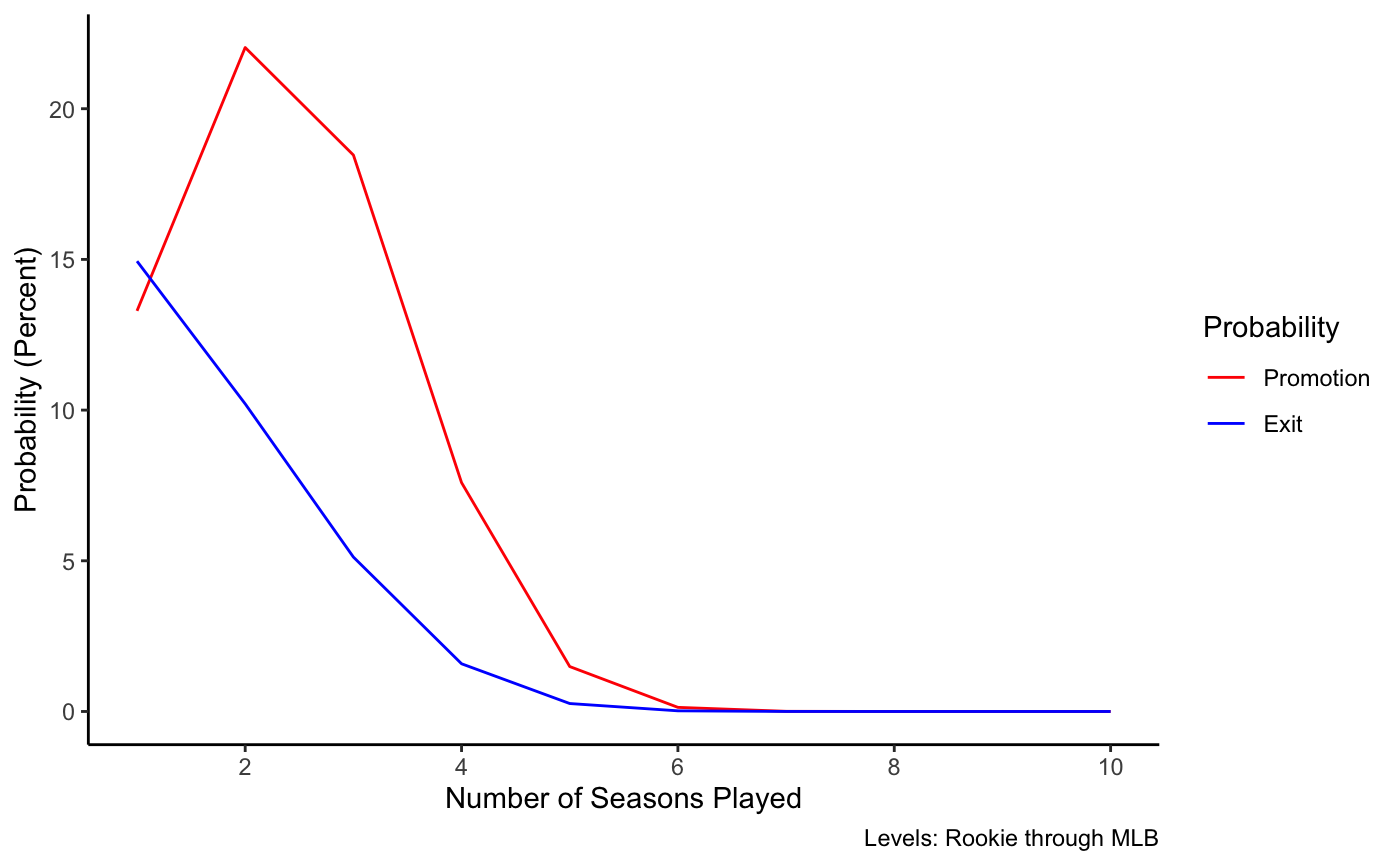 20
15
10
5
0
Probability (Percent)
2 4 6 8 10
Number of Seasons Played
Levels: Rookie through MLB
Probability
Promotion
Exit